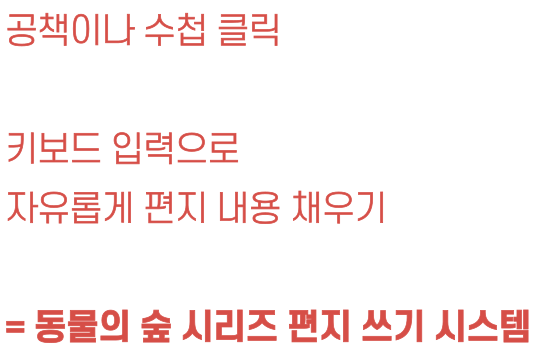 공책이나 수첩 클릭
키보드 입력으로
자유롭게 편지 내용 채우기
= 동물의 숲 시리즈 편지 쓰기 시스템